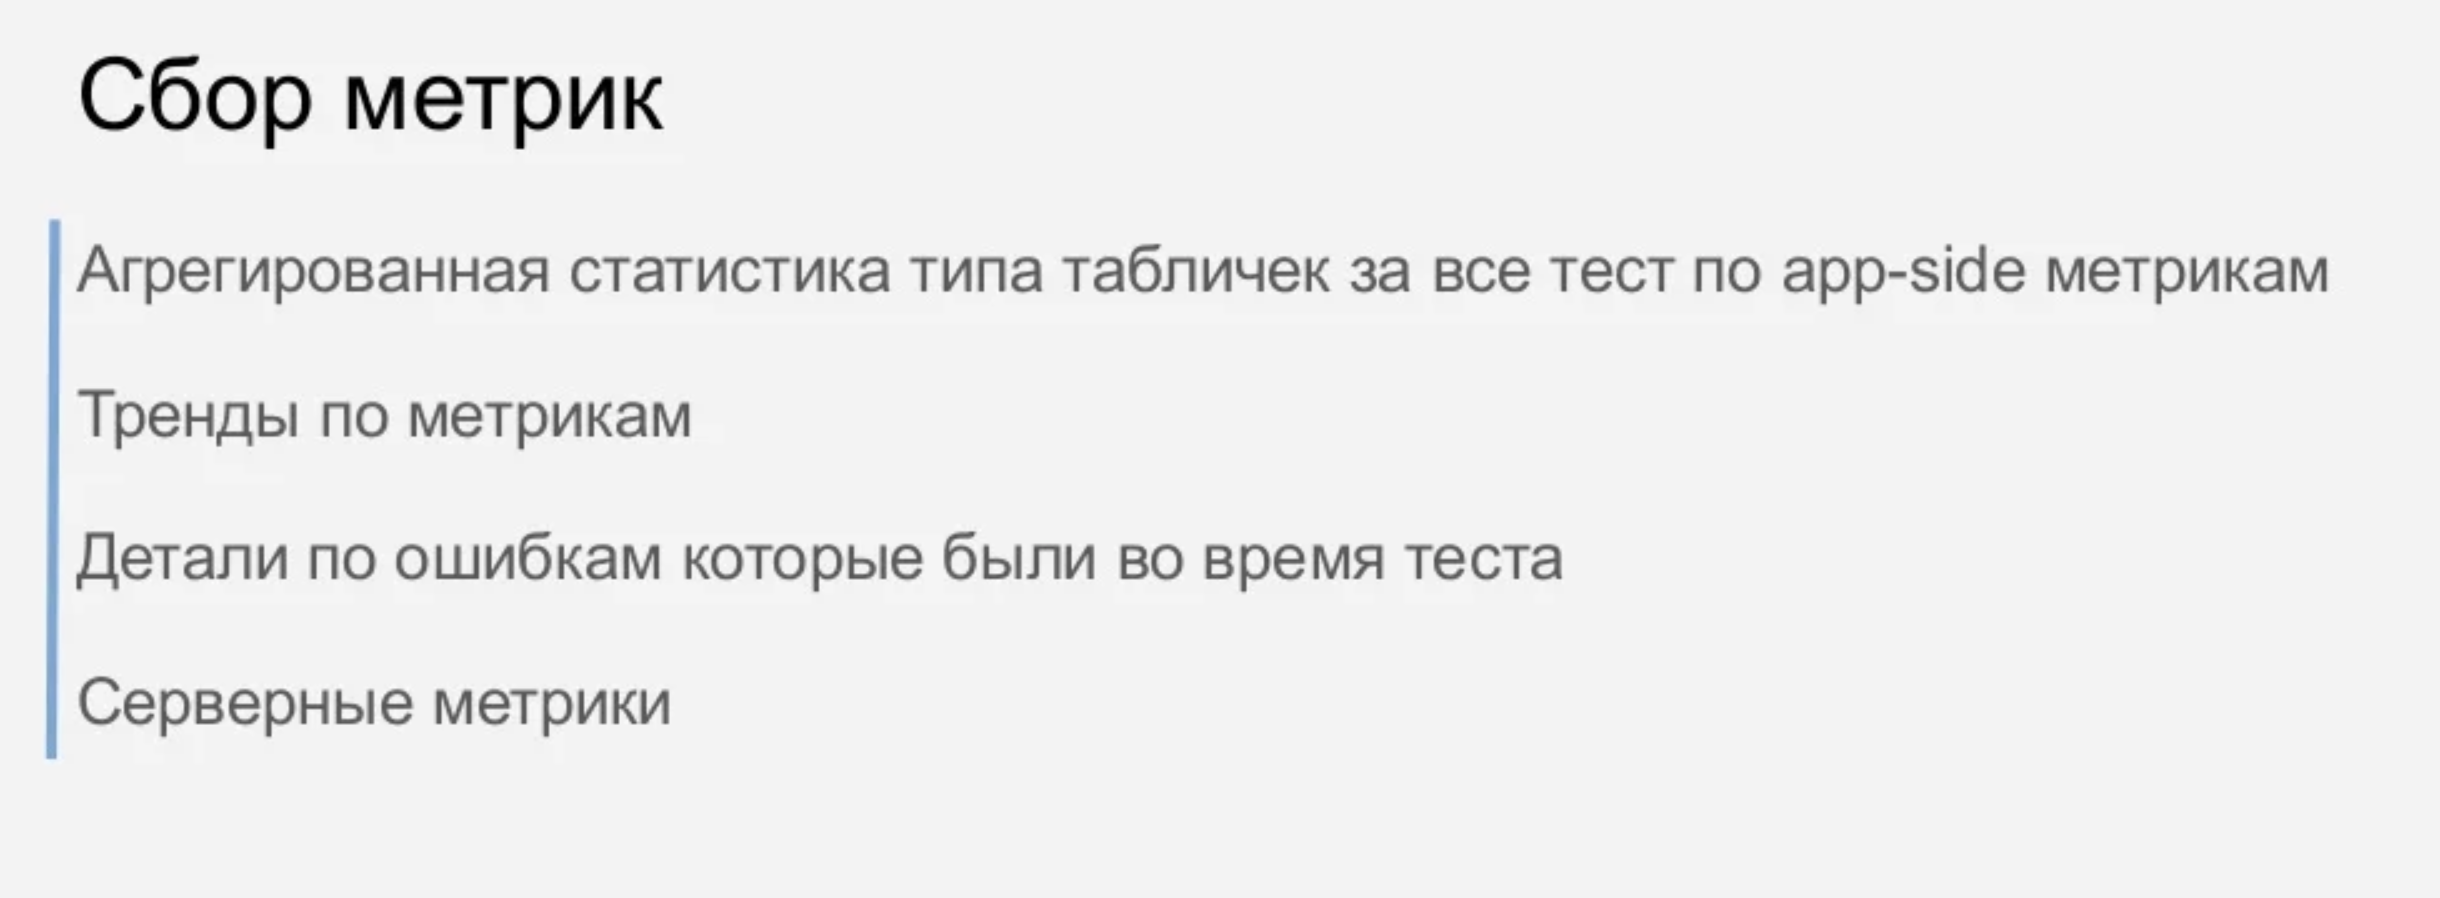 Сбор метрик
Агрегированная статистика типа табличек за все тест по app-side метрикам
Тренды по метрикам
Детали по ошибкам которые были во время теста
Серверные метрики